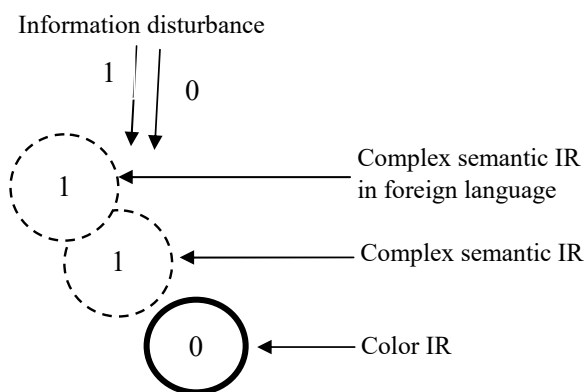 Information disturbance
1
0
Complex semantic IR
in foreign language
1
Complex semantic IR
1
Color IR
0